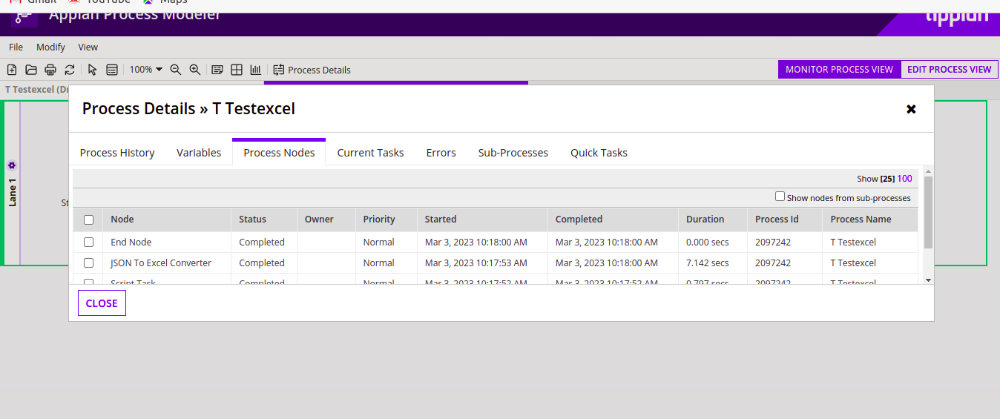 Gmail YouTube Maps
Appian Process Modeler appian
File Modify View
100% Process Details MONITOR PROCESS VIEW EDIT PROCESS VIEW
T Testexcel (Dr
Process Details » T Testexcel
Process History Variables Process Nodes Current Tasks Errors Sub-Processes Quick Tasks
Show [25] 100
Show nodes from sub-processes
Lane 1
St
Node Status Owner Priority Started Completed Duration Process Id Process Name
End Node Completed Normal Mar 3, 2023 10:18:00 AM Mar 3, 2023 10:18:00 AM 0.000 secs 2097242 T Testexcel
JSON To Excel Converter Completed Normal Mar 3, 2023 10:17:53 AM Mar 3, 2023 10:18:00 AM 7.142 secs 2097242 T Testexcel
Script Task Completed Normal Mar 3, 2023 10:17:52 AM Mar 3, 2023 10:17:52 AM 0.797 secs 2097242 T Testexcel
CLOSE